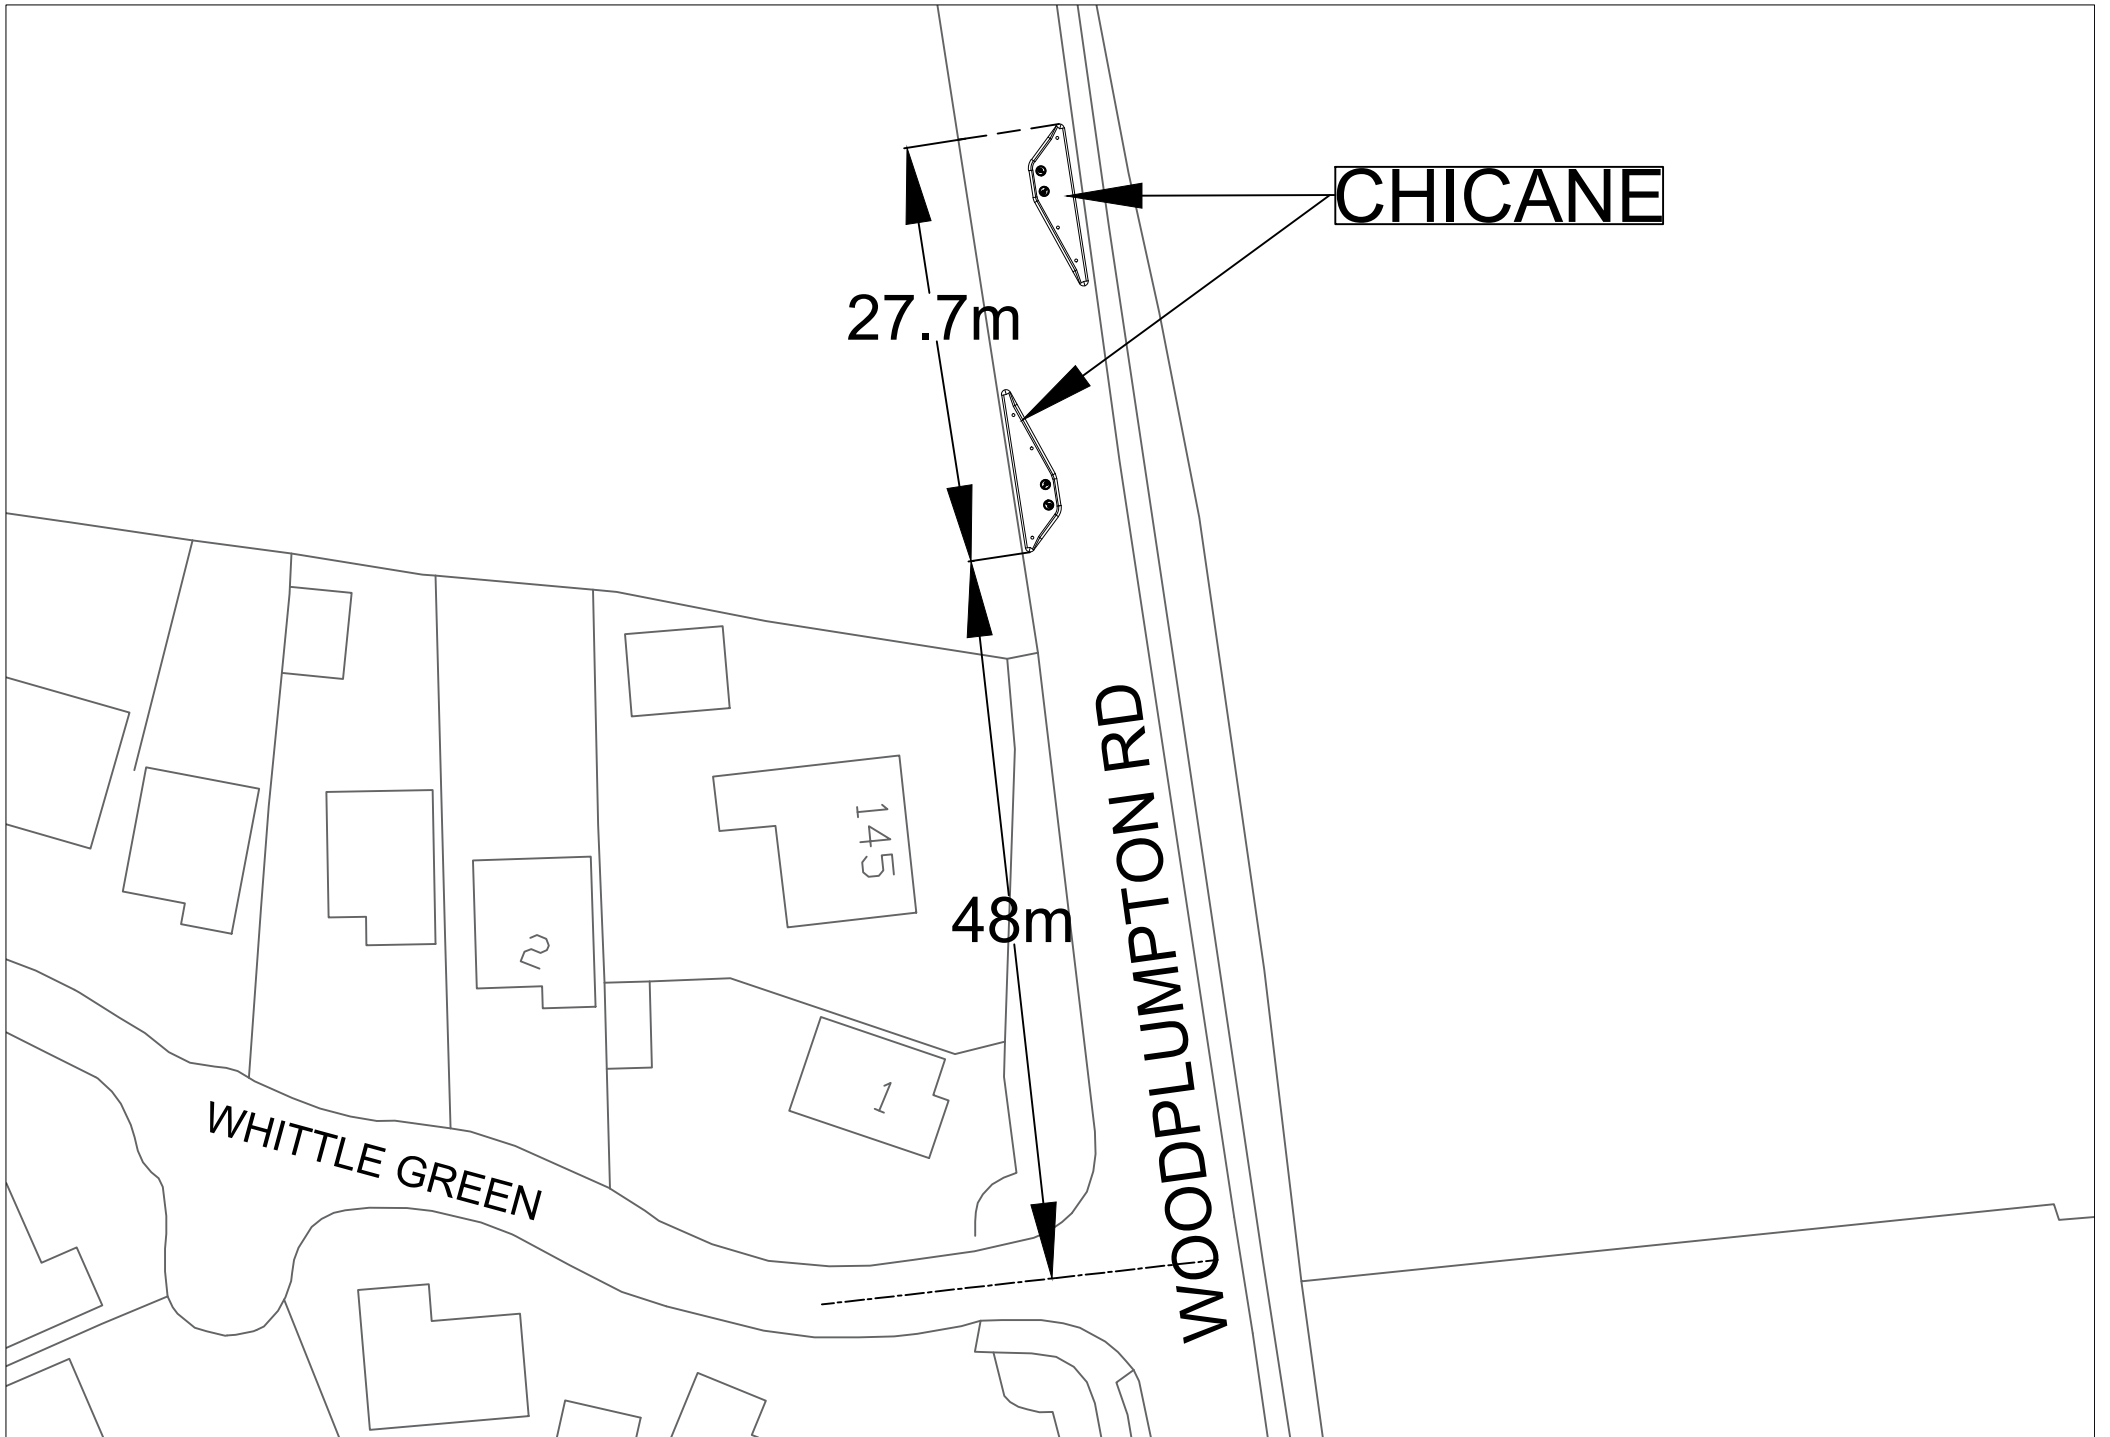 CHICANE
27.7m
145
48m
WOODPLUMPTON RD
2
1
WHITTLE GREEN